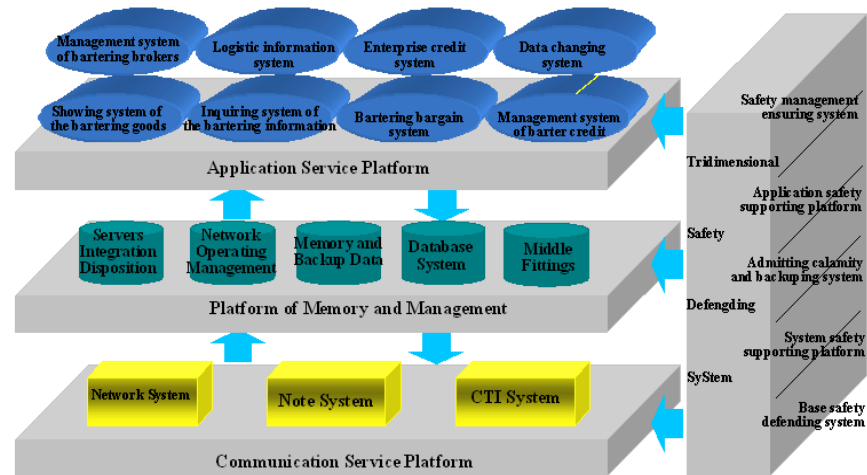 Management system
of bartering brokers
Logistic information
system
Enterprise credit
system
Data changing
system
Showing system of
the bartering goods
Inquiring system of
the bartering information
Bartering bargain
system
Management system
of barter credit
Application Service Platform
Servers
Integration
Disposition
Network
Operating
Management
Memory and
Backup Data
Database
System
Middle
Fittings
Platform of Memory and Management
Network System
Note System
CTI System
Communication Service Platform
Tridimensional
Safety
Defengding
SyStem
Safety management
ensuring system
Application safety
supporting platform
Admitting calamity
and backuping system
System safety
supporting platform
Base safety
defending system